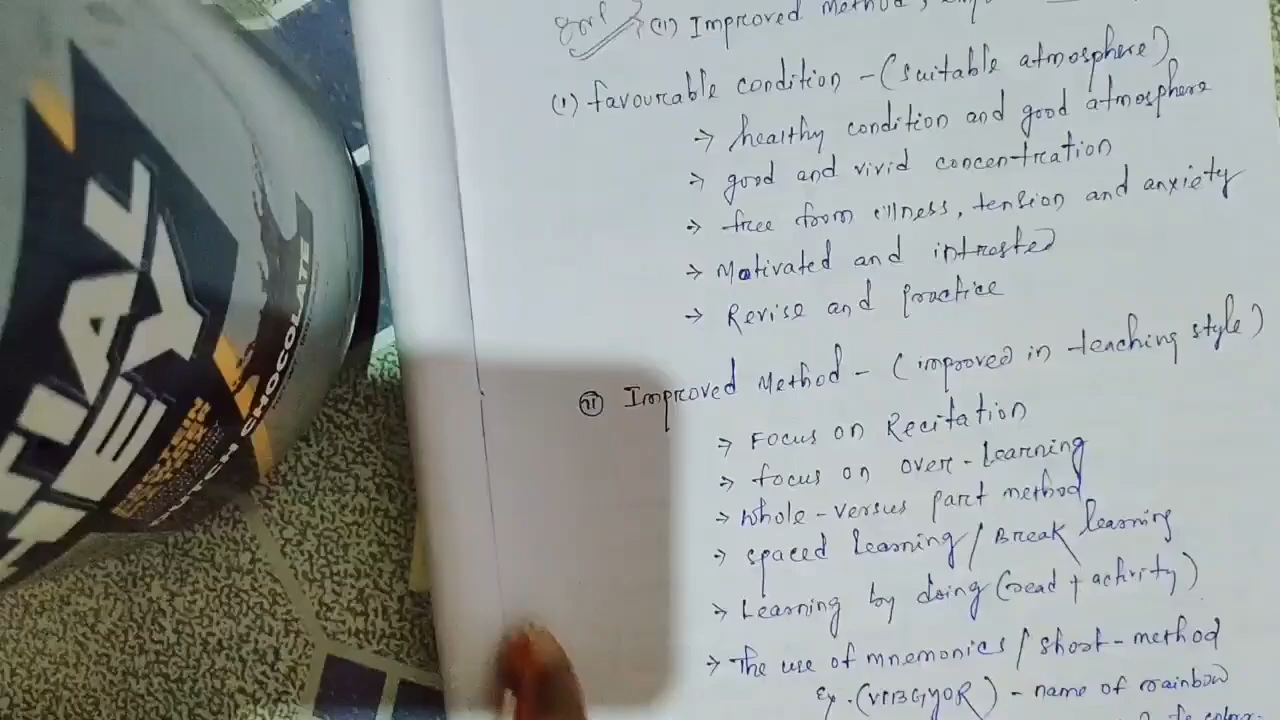 (ii) Improved Method,
(i) favourable condition - (suitable atmosphere)
→ healthy condition and good atmosphere
→ good and vivid concentration
→ free from illness, tension and anxiety
→ Motivated and intrested
→ Revise and practice
(ii) Improved Method - (improved in teaching style)
→ Focus on Recitation
→ focus on over-learning
→ whole-versus part method
→ spaced learning / Break learning
→ Learning by doing (read + activity)
→ The use of mnemonics / short-method
Ex. (VIBGYOR) - name of rainbow
TIAL
HEY
CH CHOCOLATE